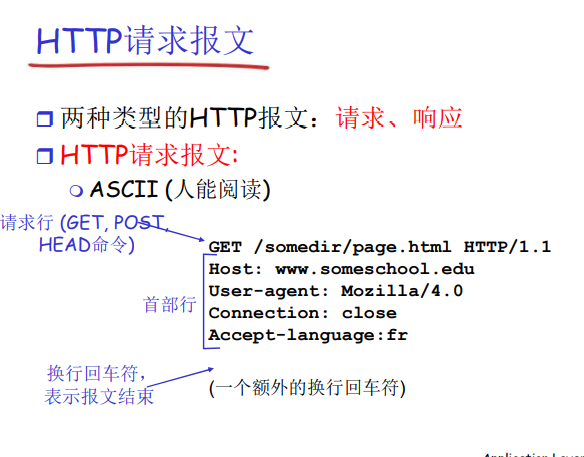 HTTP请求报文
两种类型的HTTP报文：请求、响应
HTTP请求报文:
ASCII (人能阅读)
请求行 (GET, POST,
HEAD命令)
GET /somedir/page.html HTTP/1.1
Host: www.someschool.edu
User-agent: Mozilla/4.0
Connection: close
Accept-language:fr
首部行
换行回车符，
表示报文结束
(一个额外的换行回车符)